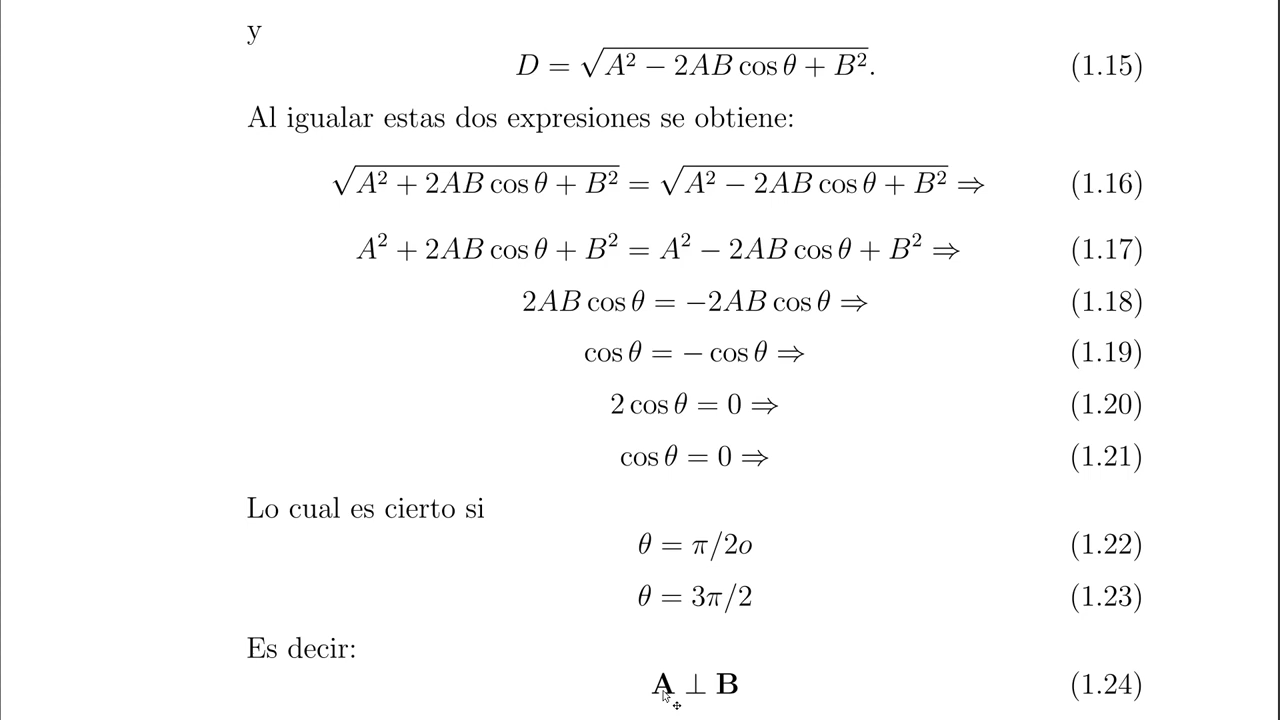 y
D = √(A² − 2AB cos θ + B²). (1.15)
Al igualar estas dos expresiones se obtiene:
√(A² + 2AB cos θ + B²) = √(A² − 2AB cos θ + B²) ⇒ (1.16)
A² + 2AB cos θ + B² = A² − 2AB cos θ + B² ⇒ (1.17)
2AB cos θ = −2AB cos θ ⇒ (1.18)
cos θ = − cos θ ⇒ (1.19)
2 cos θ = 0 ⇒ (1.20)
cos θ = 0 ⇒ (1.21)
Lo cual es cierto si
θ = π/2o (1.22)
θ = 3π/2 (1.23)
Es decir:
A ⊥ B (1.24)